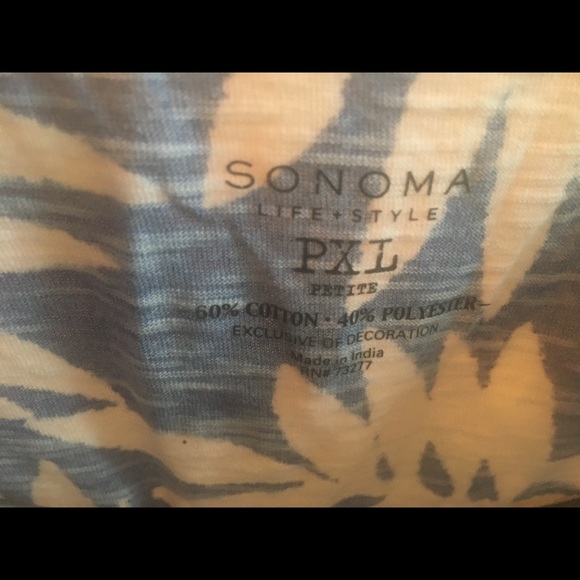 SONOMA
LIFE + STYLE
PXL
PETITE
60% COTTON • 40% POLYESTER
EXCLUSIVE OF DECORATION
Made in India
RN# 73277